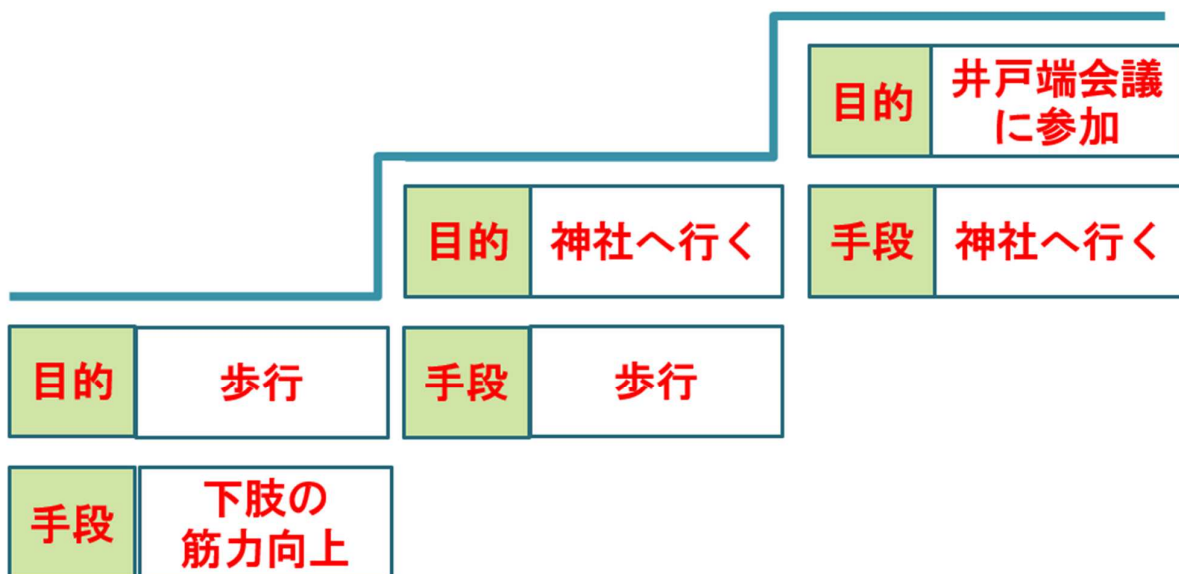 目的
井戸端会議
に参加
目的
神社へ行く
手段
神社へ行く
目的
歩行
手段
歩行
手段
下肢の
筋力向上